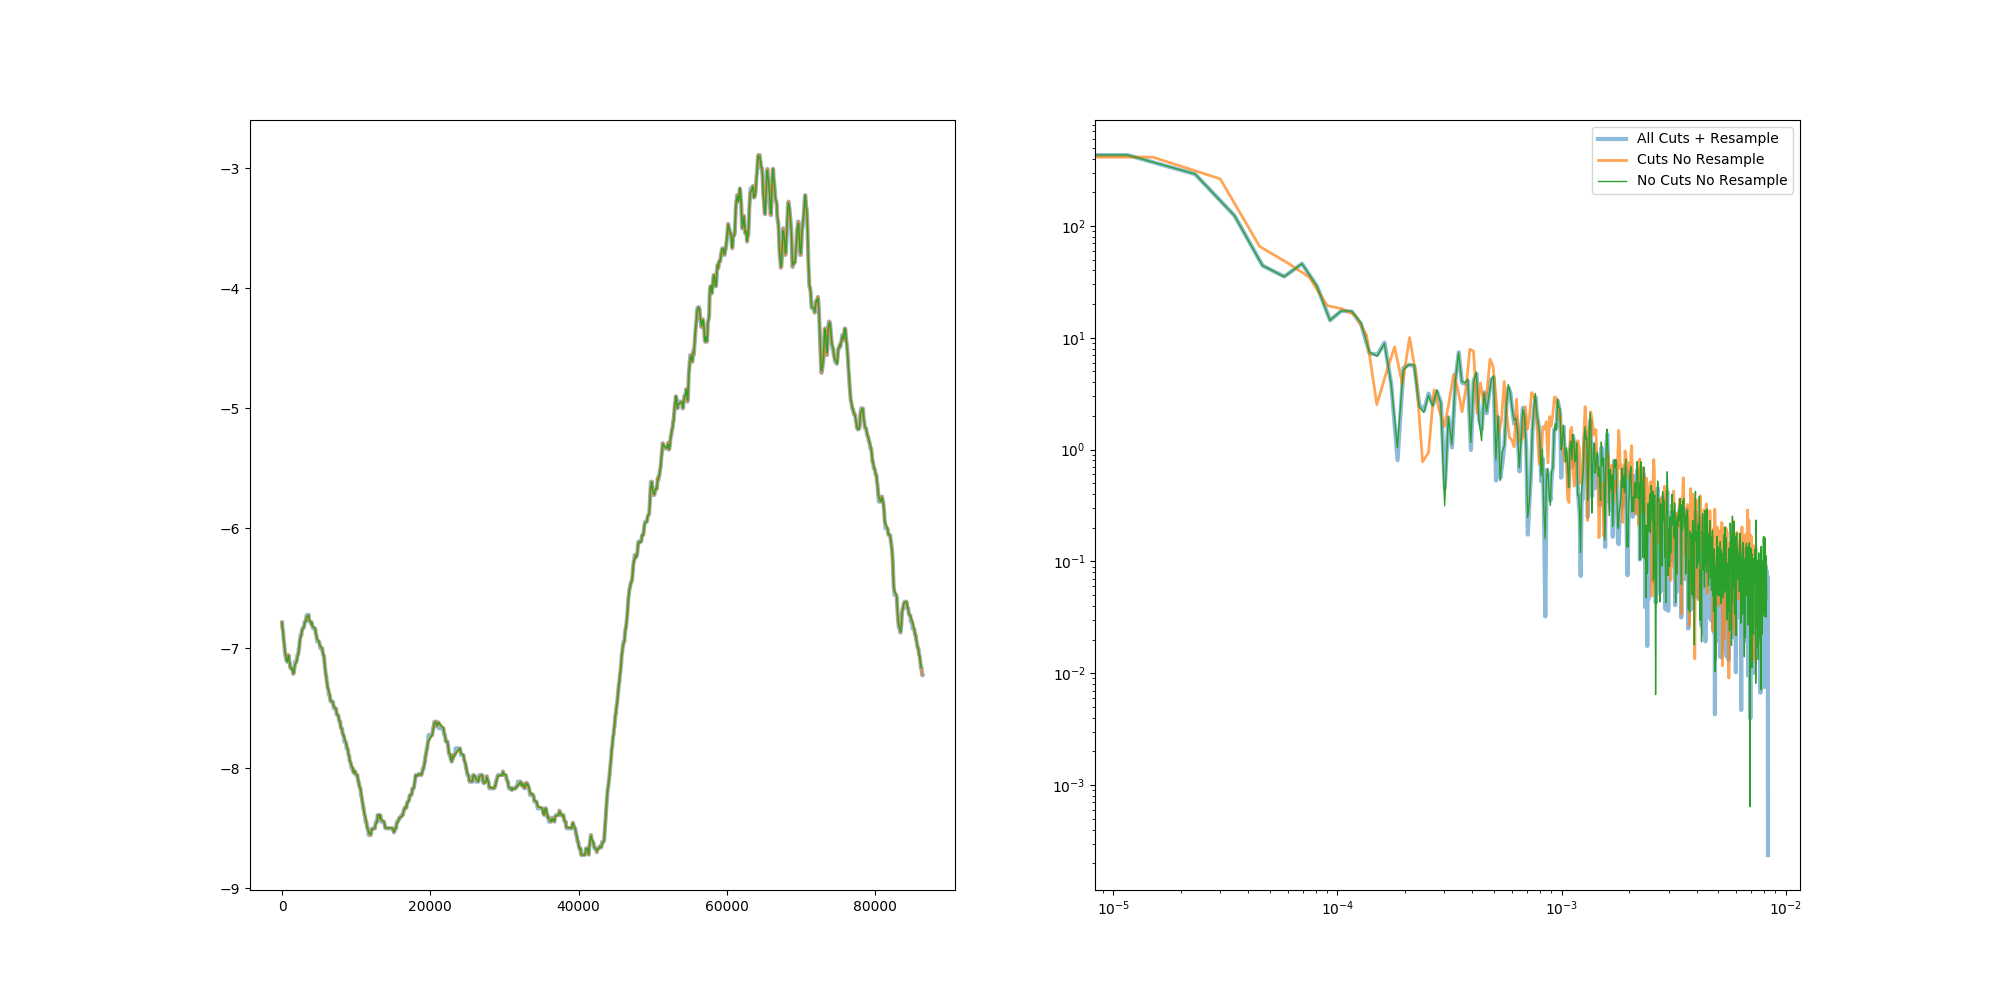 −3
−4
−5
−6
−7
−8
−9
0 20000 40000 60000 80000
All Cuts + Resample
Cuts No Resample
No Cuts No Resample
10²
10¹
10⁰
10⁻¹
10⁻²
10⁻³
10⁻⁵ 10⁻⁴ 10⁻³ 10⁻²